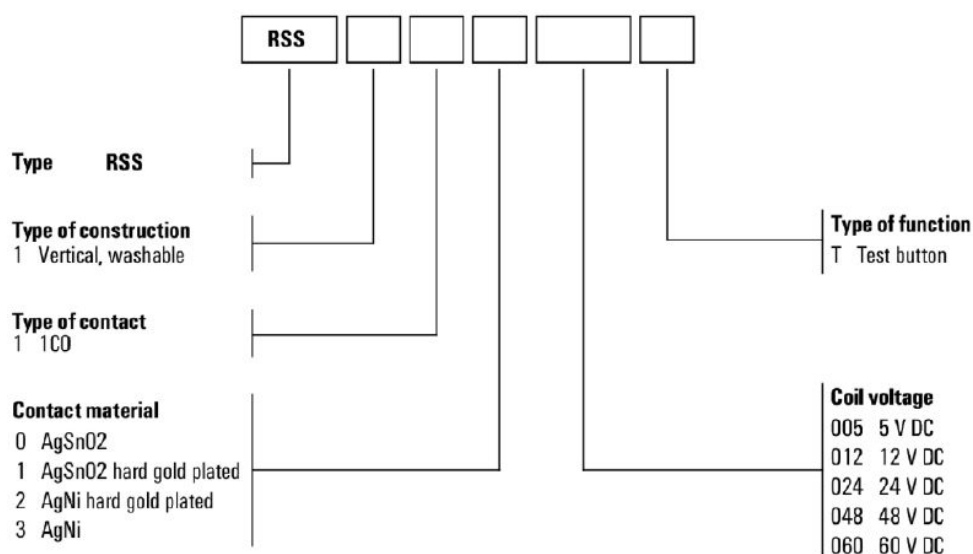 RSS
Type RSS
Type of construction
1 Vertical, washable
Type of contact
1 1CO
Contact material
0 AgSnO2
1 AgSnO2 hard gold plated
2 AgNi hard gold plated
3 AgNi
Type of function
T Test button
Coil voltage
005 5 V DC
012 12 V DC
024 24 V DC
048 48 V DC
060 60 V DC